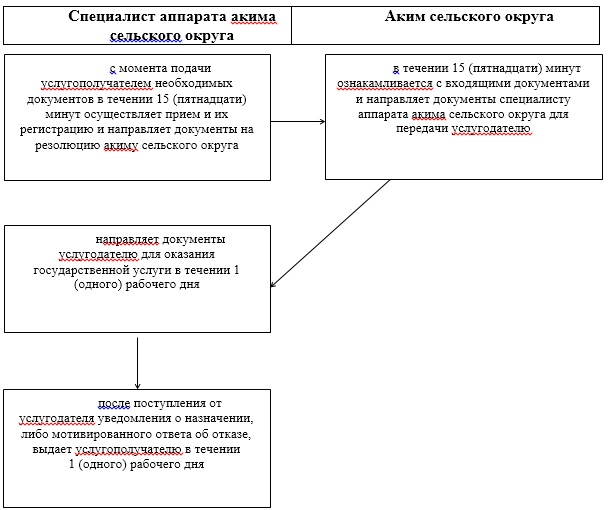 Специалист аппарата акима
сельского округа
Аким сельского округа
с момента подачи
услугополучателем необходимых
документов в течении 15 (пятнадцати)
минут осуществляет прием и их
регистрацию и направляет документы на
резолюцию акиму сельского округа
в течении 15 (пятнадцати) минут
ознакамливается с входящими документами
и направляет документы специалисту
аппарата акима сельского округа для
передачи услугодателю
направляет документы
услугодателю для оказания
государственной услуги в течении 1
(одного) рабочего дня
после поступления от
услугодателя уведомления о назначении,
либо мотивированного ответа об отказе,
выдает услугополучателю в течении
1 (одного) рабочего дня